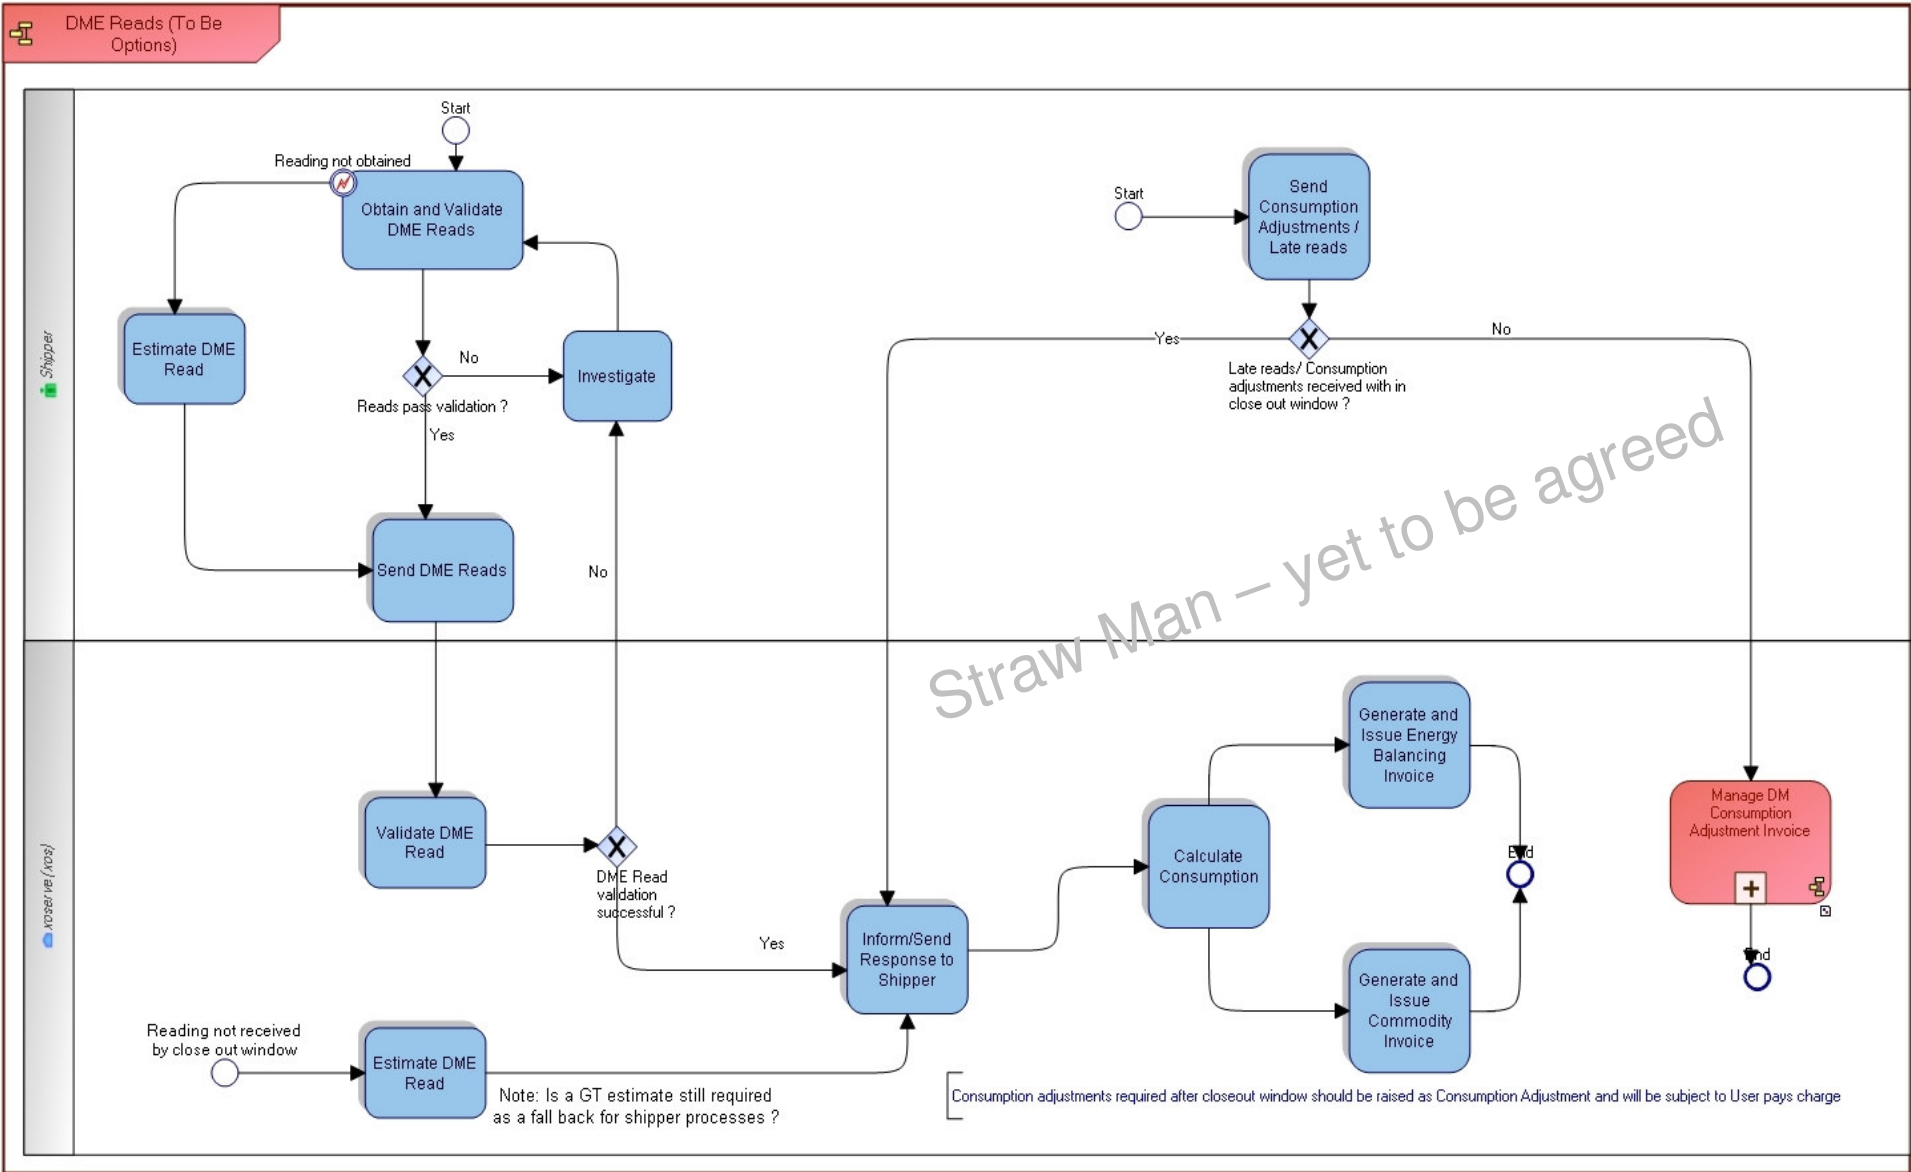 DME Reads (To Be
Options)
Shipper
Start
Reading not obtained
Obtain and Validate
DME Reads
Estimate DME
Read
No
Investigate
Reads pass validation ?
Yes
Send DME Reads
No
Start
Send
Consumption
Adjustments /
Late reads
Yes
No
Late reads/ Consumption
adjustments received with in
close out window ?
Straw Man – yet to be agreed
xoserve(xos)
Validate DME
Read
DME Read
validation
successful ?
Yes
Inform/Send
Response to
Shipper
Reading not received
by close out window
Estimate DME
Read
Note: Is a GT estimate still required
as a fall back for shipper processes ?
Calculate
Consumption
Generate and
Issue Energy
Balancing
Invoice
End
Generate and
Issue
Commodity
Invoice
Manage DM
Consumption
Adjustment Invoice
End
Consumption adjustments required after closeout window should be raised as Consumption Adjustment and will be subject to User pays charge